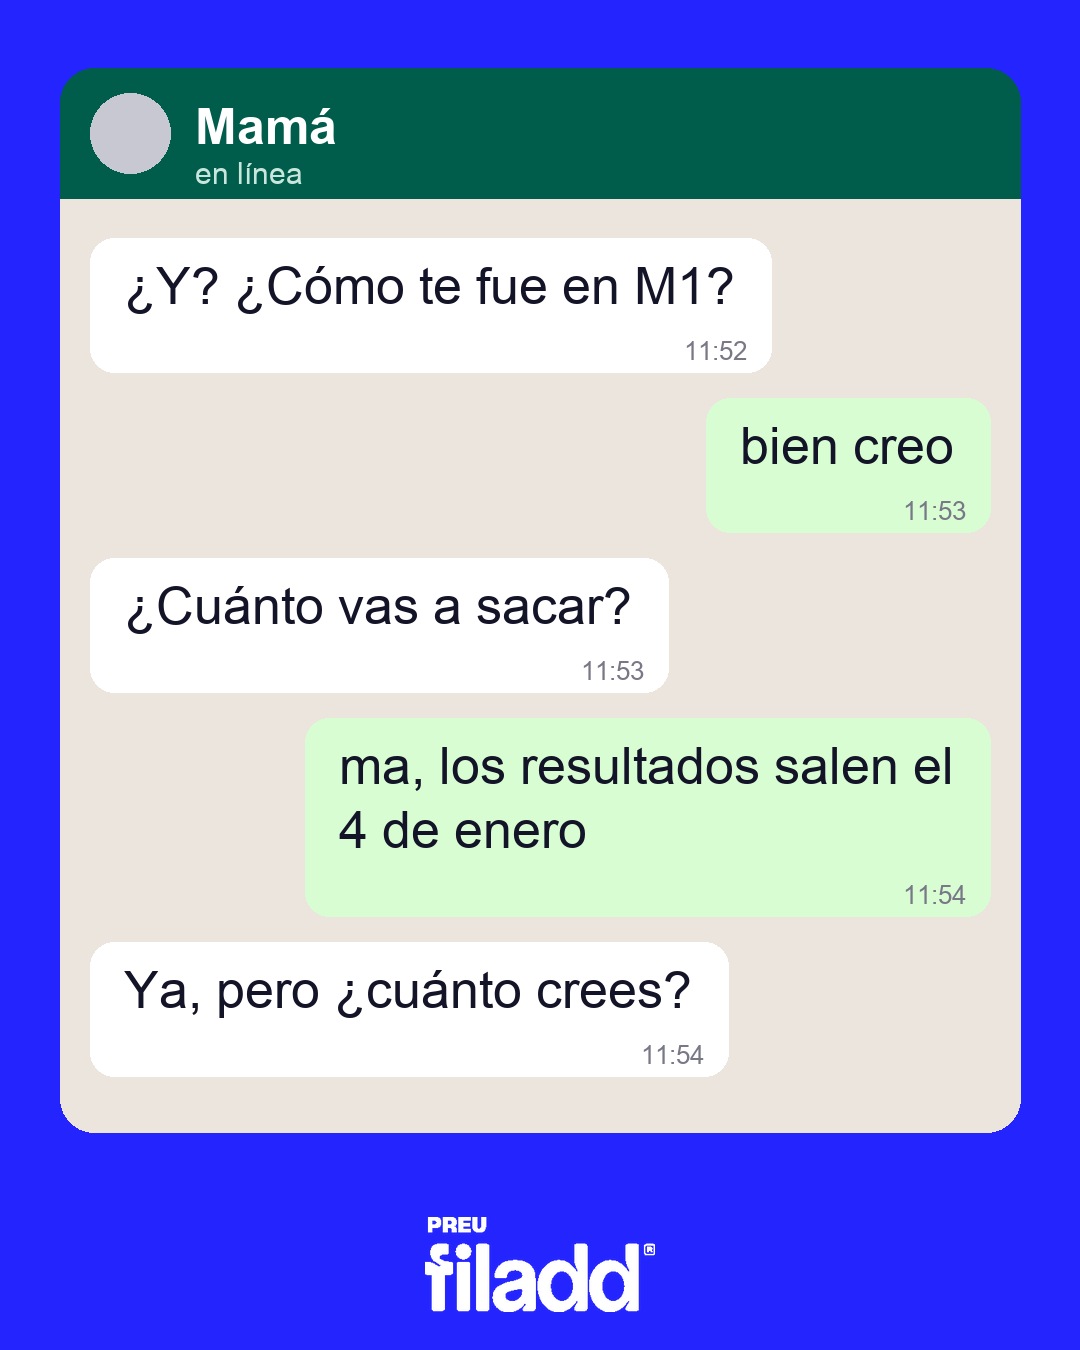 Mamá
en línea
¿Y? ¿Cómo te fue en M1?
11:52
bien creo
11:53
¿Cuánto vas a sacar?
11:53
ma, los resultados salen el
4 de enero
11:54
Ya, pero ¿cuánto crees?
11:54
PREU
filadd®